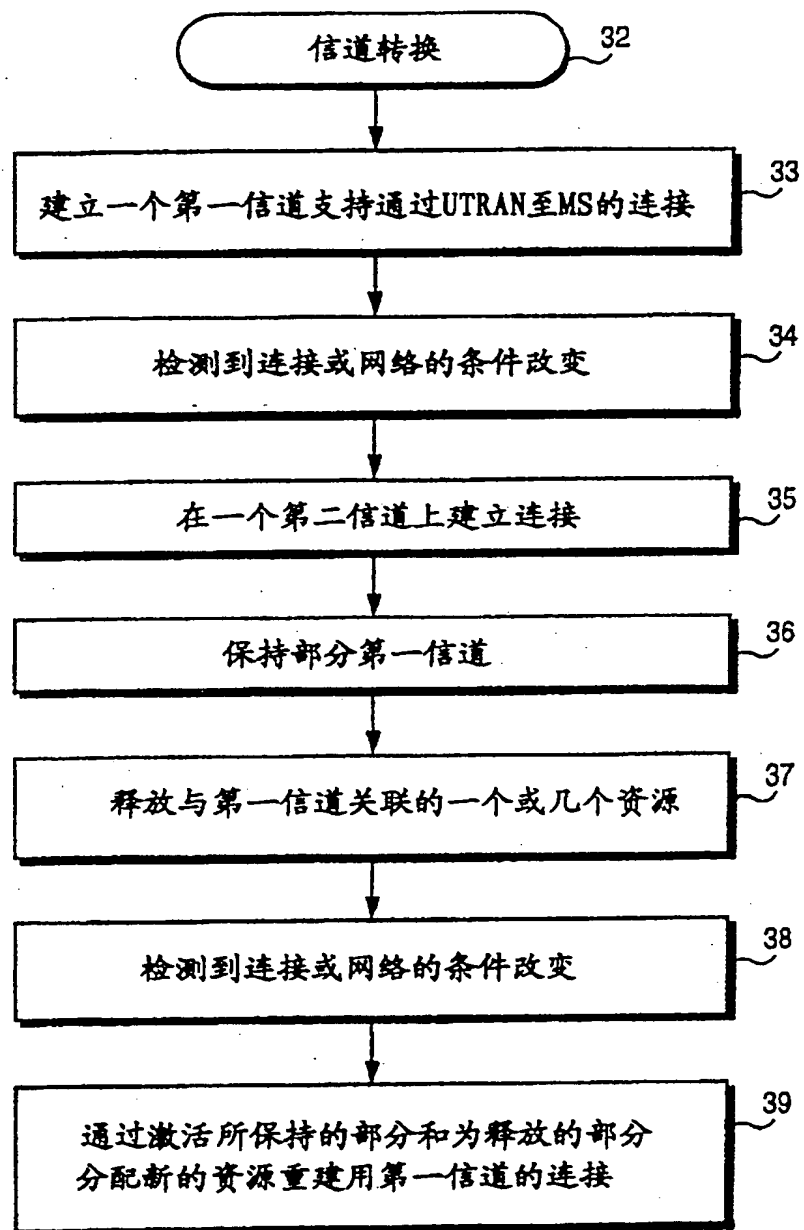 信道转换
32
建立一个第一信道支持通过UTRAN至MS的连接
33
检测到连接或网络的条件改变
34
在一个第二信道上建立连接
35
保持部分第一信道
36
释放与第一信道关联的一个或几个资源
37
检测到连接或网络的条件改变
38
通过激活所保持的部分和为释放的部分
分配新的资源重建用第一信道的连接
39